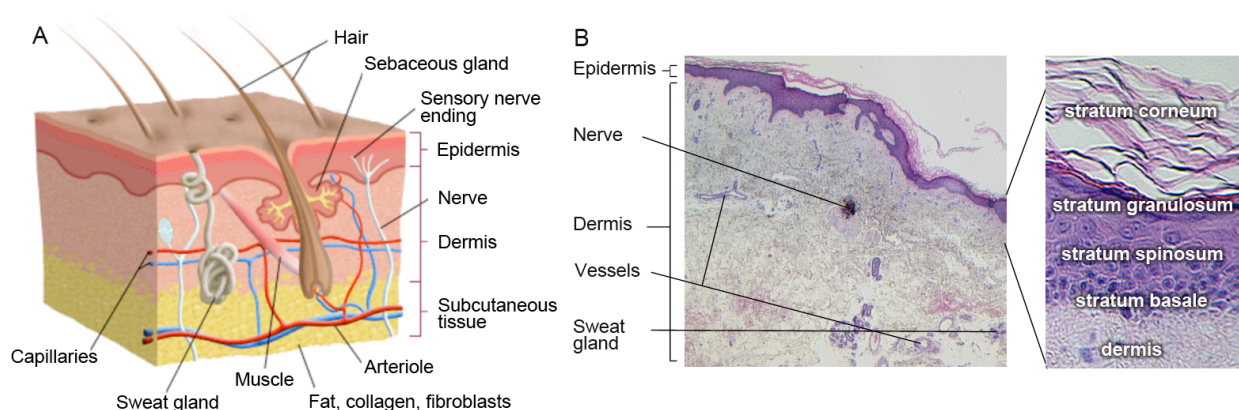 A
Hair
Sebaceous gland
Sensory nerve
ending
Epidermis
Nerve
Dermis
Subcutaneous
tissue
Capillaries
Sweat gland
Muscle
Arteriole
Fat, collagen, fibroblasts
B
Epidermis
Nerve
Dermis
Vessels
Sweat
gland
stratum corneum
stratum granulosum
stratum spinosum
stratum basale
dermis